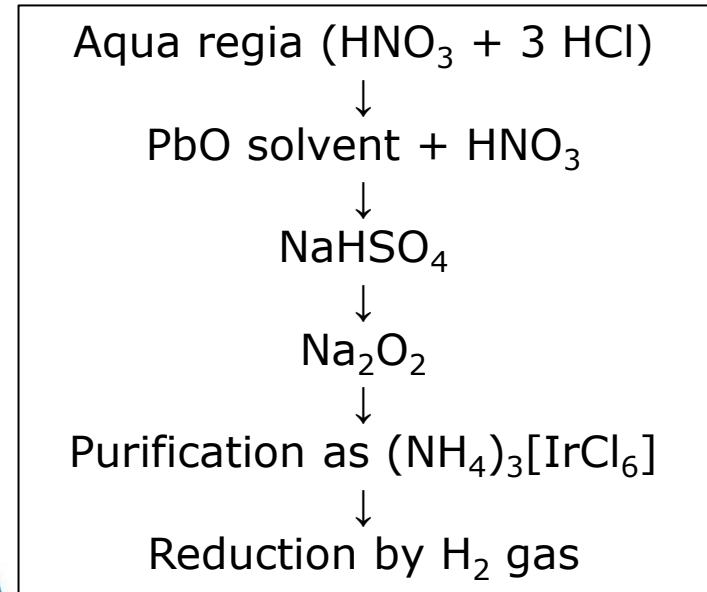 Aqua regia (HNO₃ + 3 HCl)
↓
PbO solvent + HNO₃
↓
NaHSO₄
↓
Na₂O₂
↓
Purification as (NH₄)₃[IrCl₆]
↓
Reduction by H₂ gas